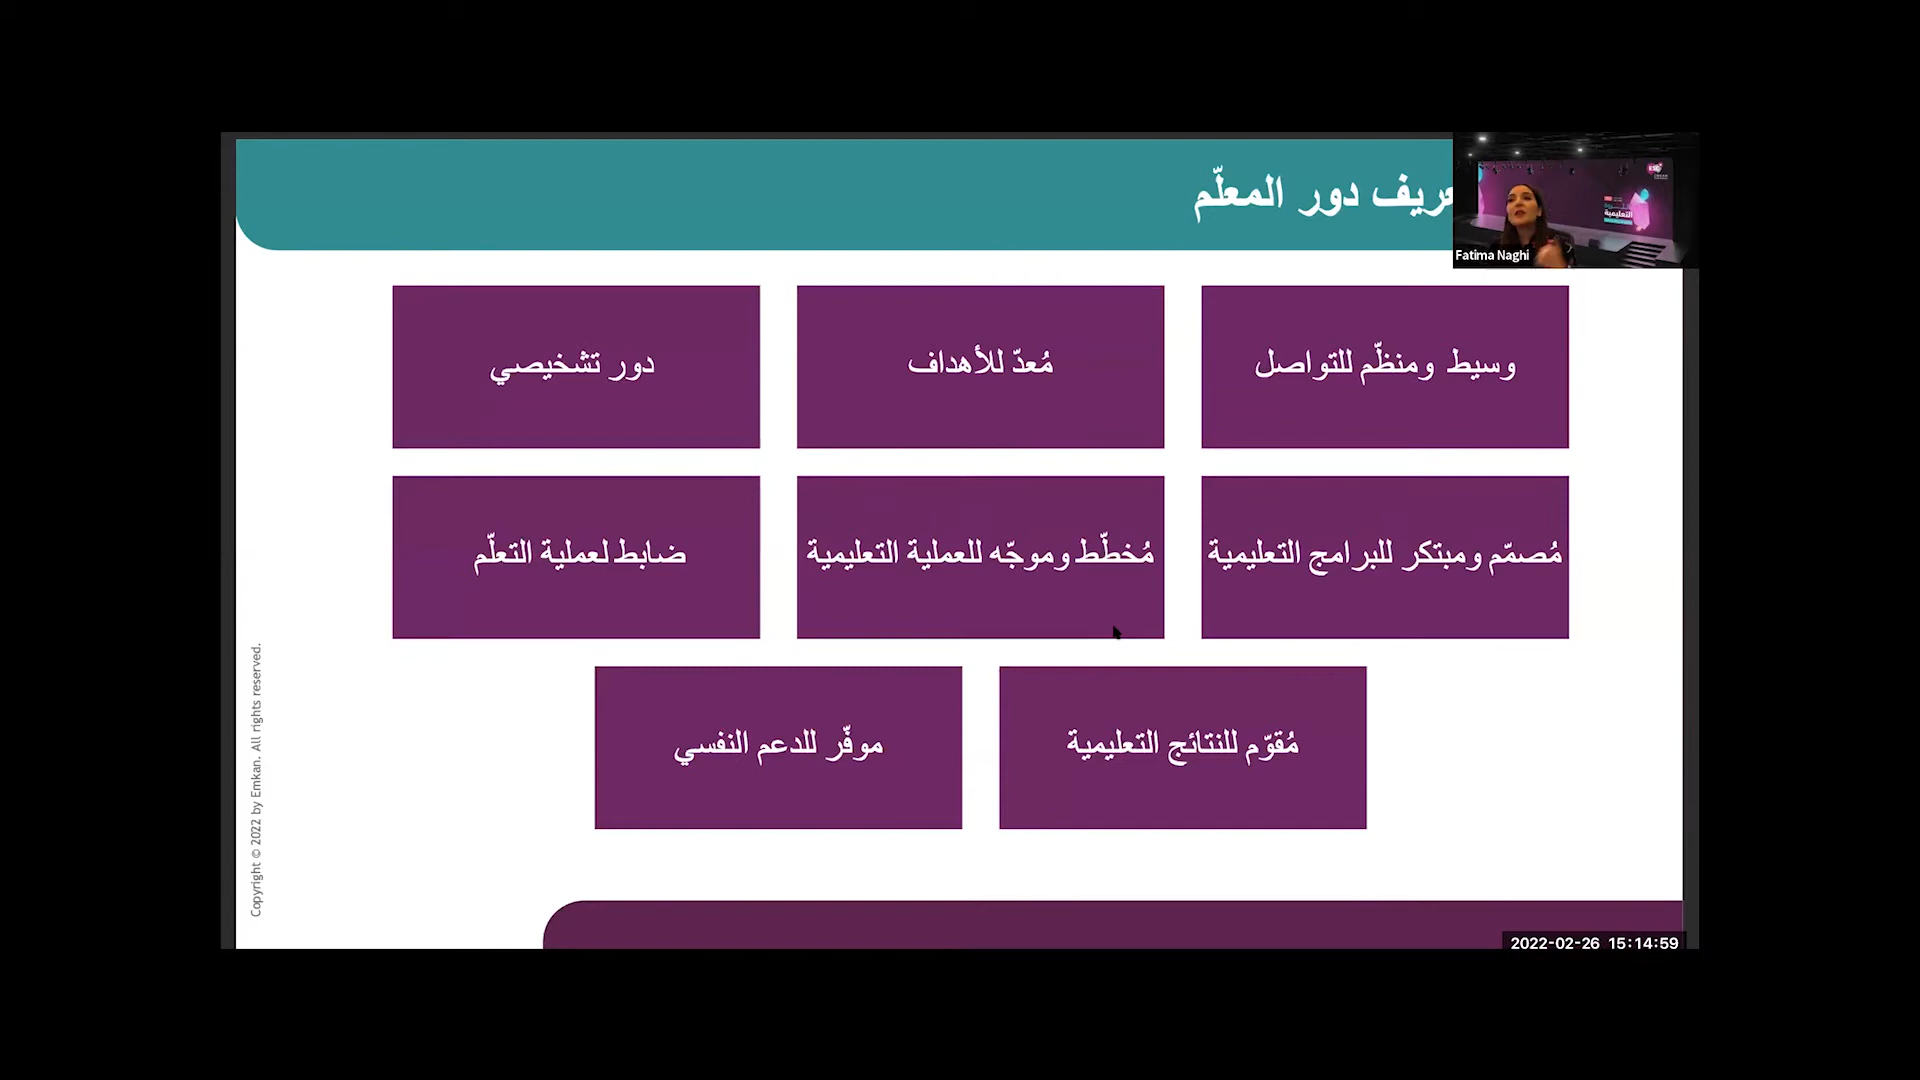 عريف دور المعلّم
Fatima Naghi
وسيط ومنظّم للتواصل
مُعدّ للأهداف
دور تشخيصي
مُصمّم ومبتكر للبرامج التعليمية
مُخطّط وموجّه للعملية التعليمية
ضابط لعملية التعلّم
مُقوّم للنتائج التعليمية
موفّر للدعم النفسي
Copyright © 2022 by Emkan. All rights reserved.
2022-02-26 15:14:59